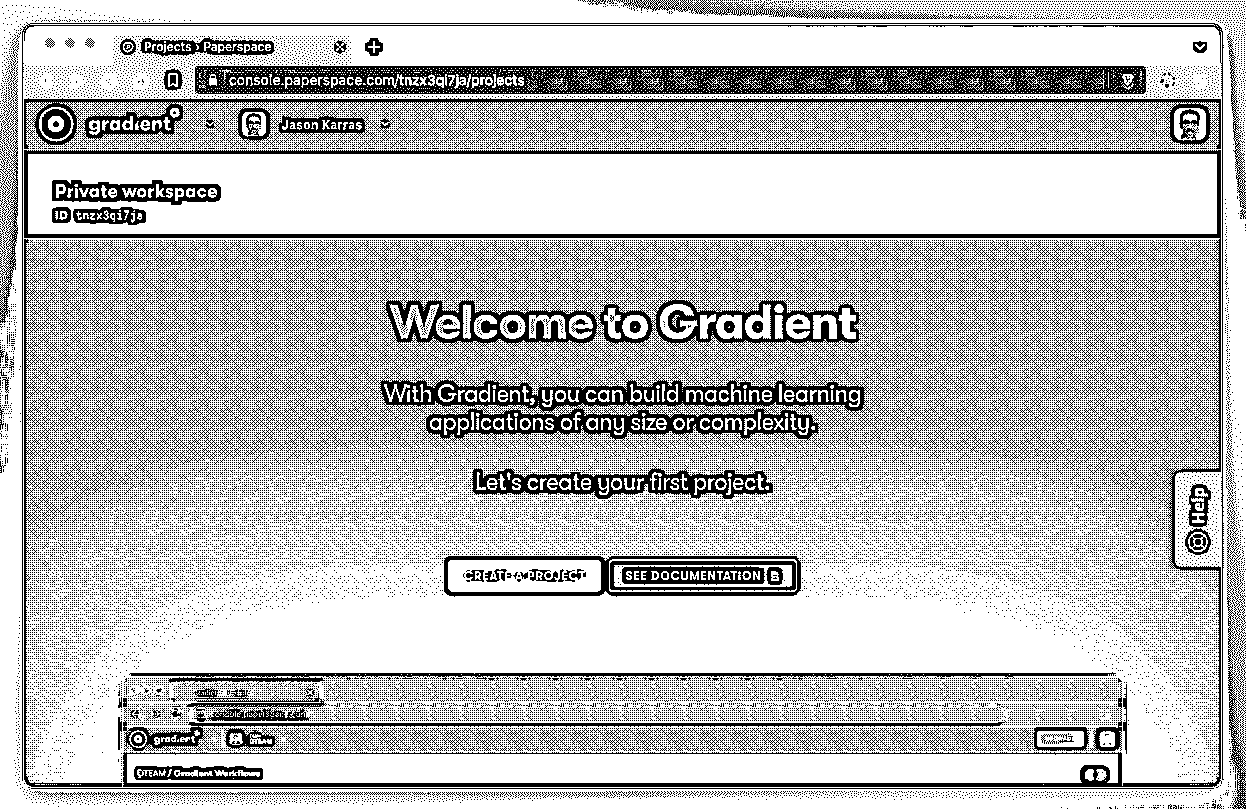 Projects › Paperspace
console.paperspace.com/tnzx3qi7ja/projects
gradient
Jason Karras
Private workspace
ID tnzx3qi7ja
Welcome to Gradient
With Gradient, you can build machine learning
applications of any size or complexity.
Let's create your first project.
Help
CREATE A PROJECT
SEE DOCUMENTATION
gradient
TEAM / Gradient Workflows